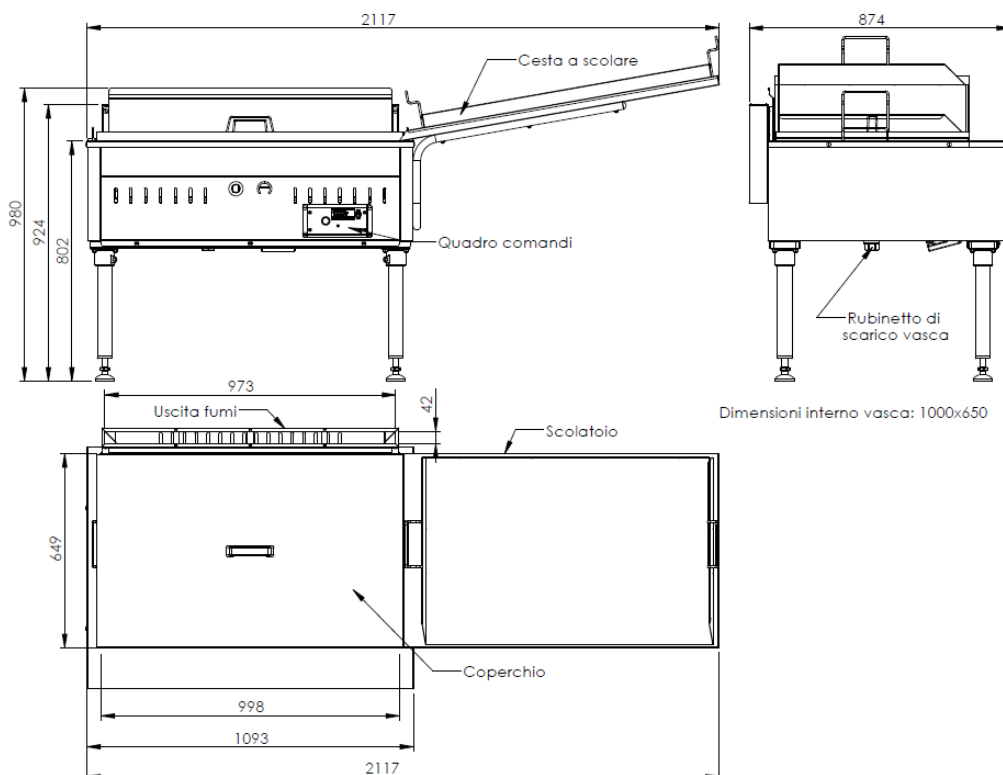 2117
874
Cesta a scolare
980
924
802
Quadro comandi
Rubinetto di
scarico vasca
973
42
Uscita fumi
Dimensioni interno vasca: 1000x650
Scolatoio
649
Coperchio
998
1093
2117